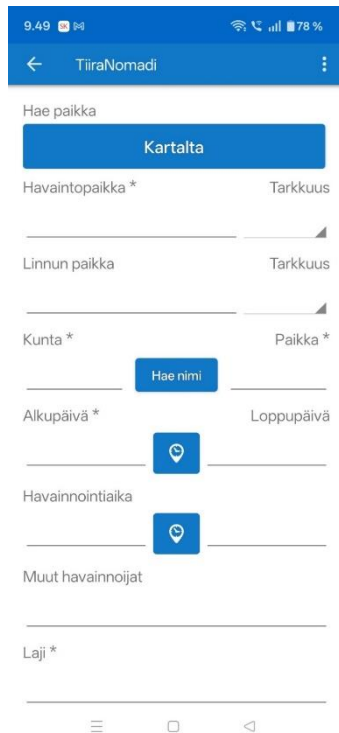 9.49 SK 78 %
TiiraNomadi
Hae paikka
Kartalta
Havaintopaikka * Tarkkuus
Linnun paikka Tarkkuus
Kunta * Paikka *
Hae nimi
Alkupäivä * Loppupäivä
Havainnointiaika
Muut havainnoijat
Laji *